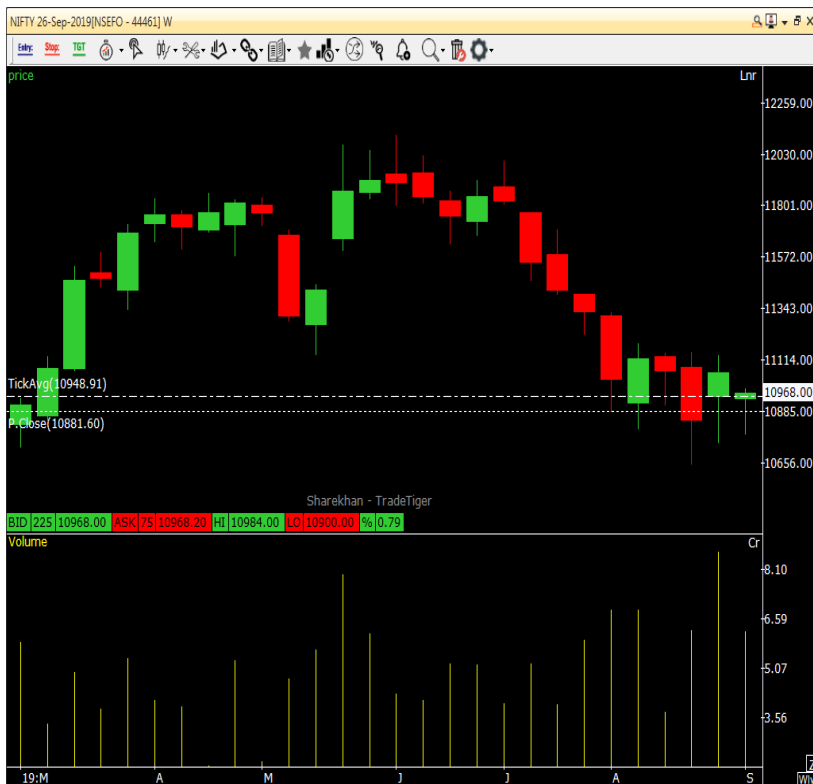 NIFTY 26-Sep-2019[NSEFO - 44461] W
Entry: Stop: TGT
price
Lnr
12259.00
12030.00
11801.00
11572.00
11343.00
11114.00
TickAvg(10948.91)
10968.00
10885.00
P.Close(10881.60)
10656.00
Sharekhan - TradeTiger
BID 225 10968.00 ASK 75 10968.20 HI 10984.00 LO 10900.00 % 0.79
Volume
Cr
8.10
6.59
5.07
3.56
19:M A M J J A S